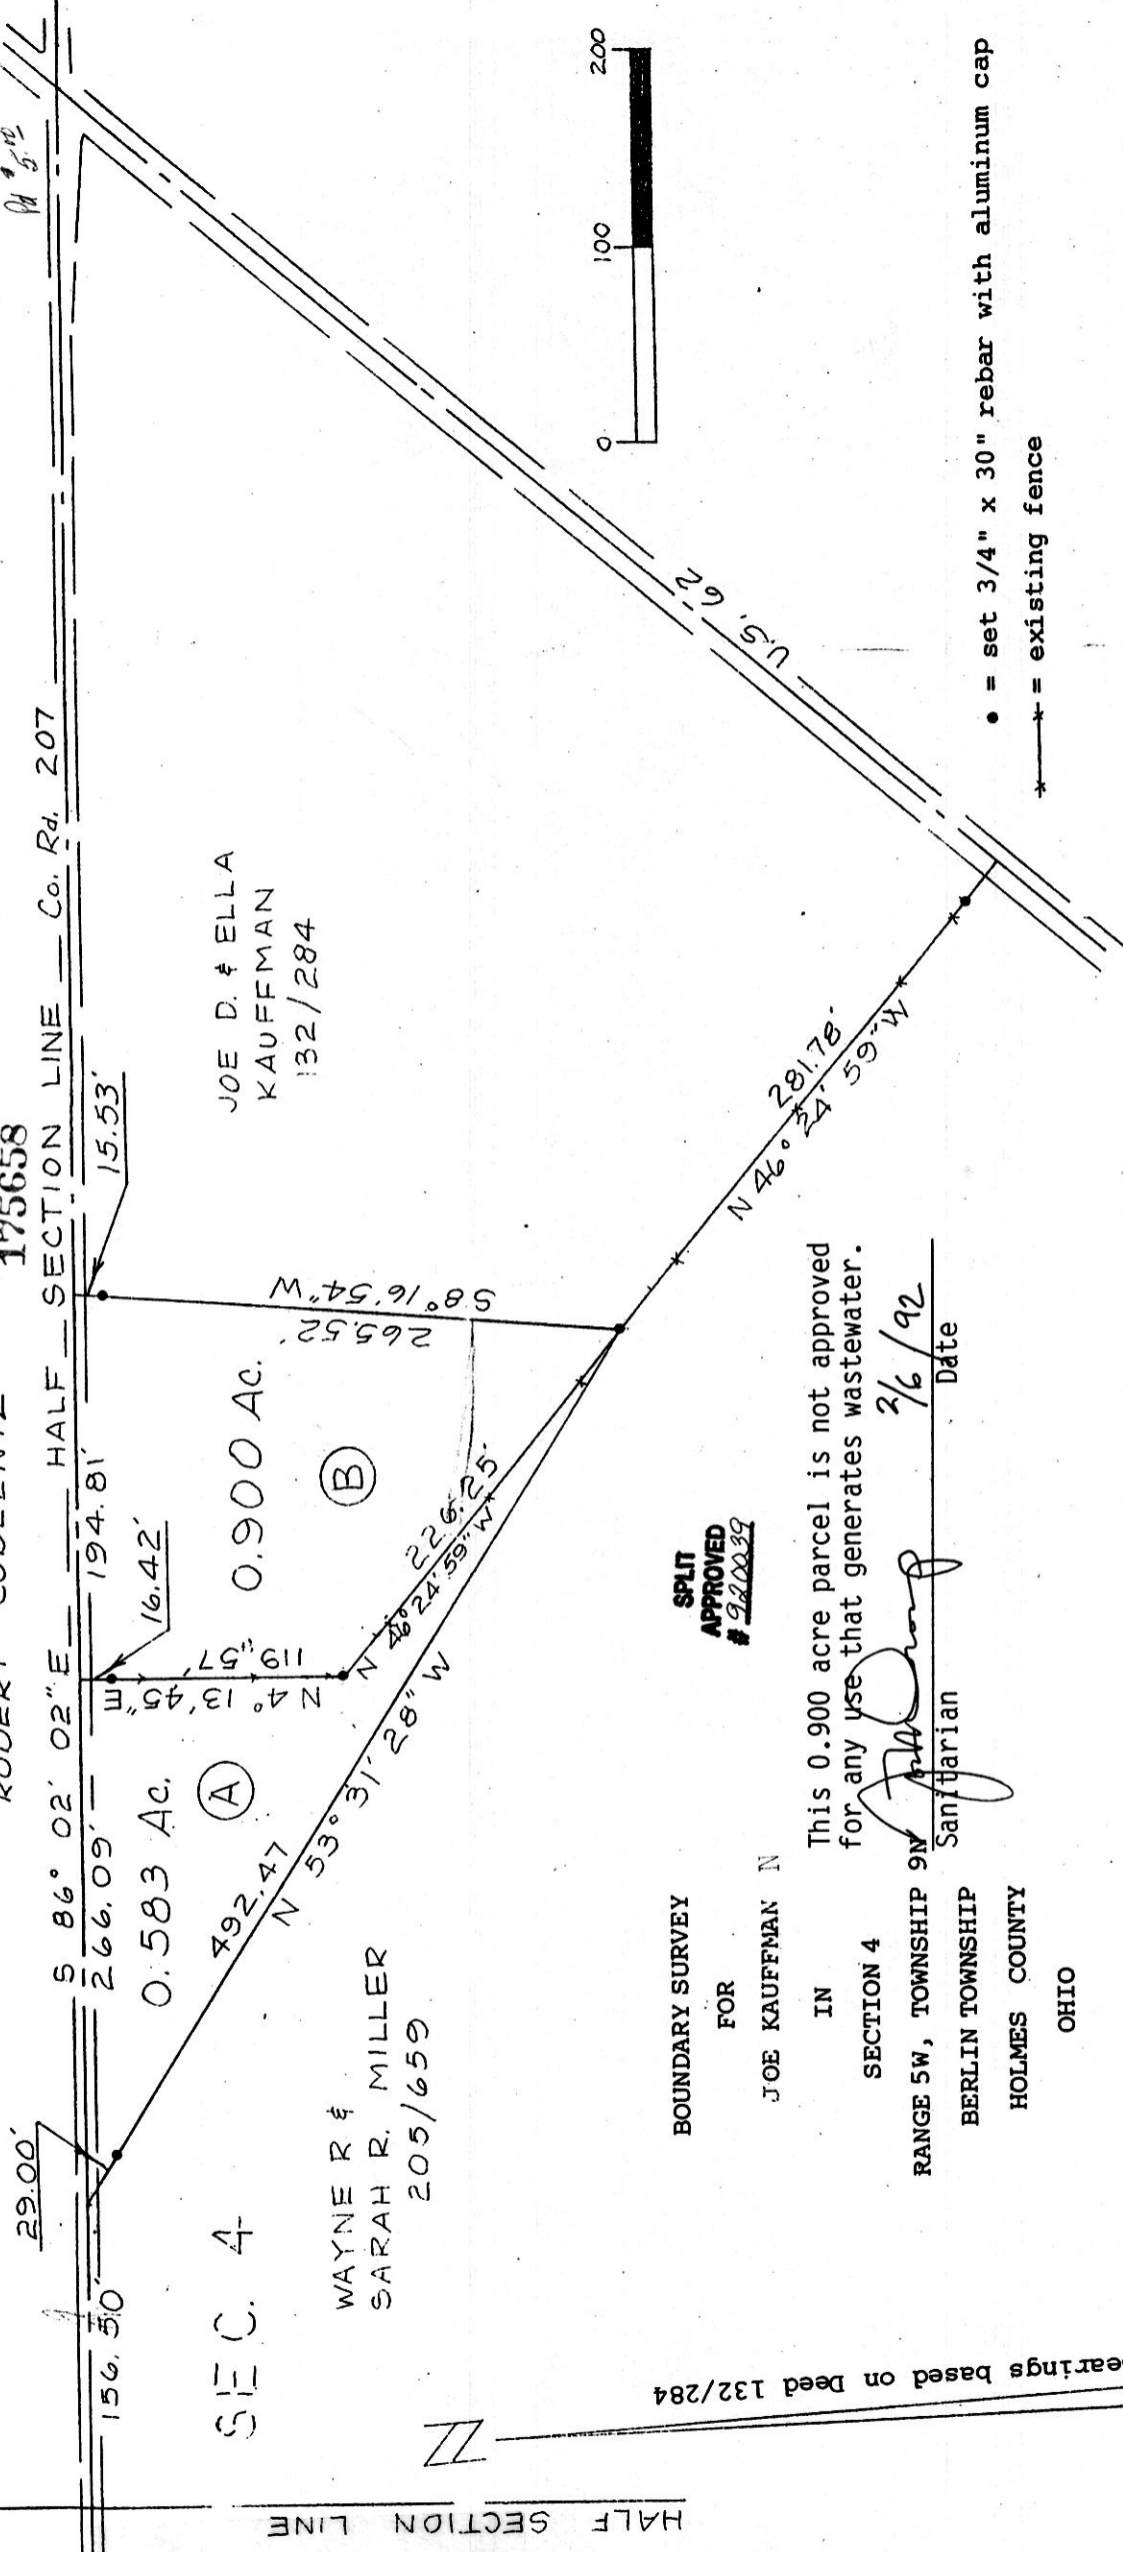 175658
S 86° 02' 02" E HALF SECTION LINE Co. Rd. 207
29.00'
156.50'
266.09'
194.81'
16.42'
15.53'
SEC. 4
0.583 Ac.
A
N 4° 13' 45" E
119.57'
0.900 Ac.
B
S 8° 16' 54" W
265.52'
JOE D. & ELLA
KAUFFMAN
132/284
WAYNE R &
SARAH R. MILLER
205/659
492.47
N 53° 31' 28" W
226.25'
N 46° 24' 59" W
281.78'
N 46° 24' 59" W
U.S. 62
0 100 200
HALF SECTION LINE
earings based on Deed 132/284
BOUNDARY SURVEY
FOR
JOE KAUFFMAN N
IN
SECTION 4
RANGE 5W, TOWNSHIP 9N
BERLIN TOWNSHIP
HOLMES COUNTY
OHIO
SPLIT
APPROVED
# 920039
This 0.900 acre parcel is not approved
for any use that generates wastewater.
2/6/92
Sanitarian Date
● = set 3/4" x 30" rebar with aluminum cap
= existing fence